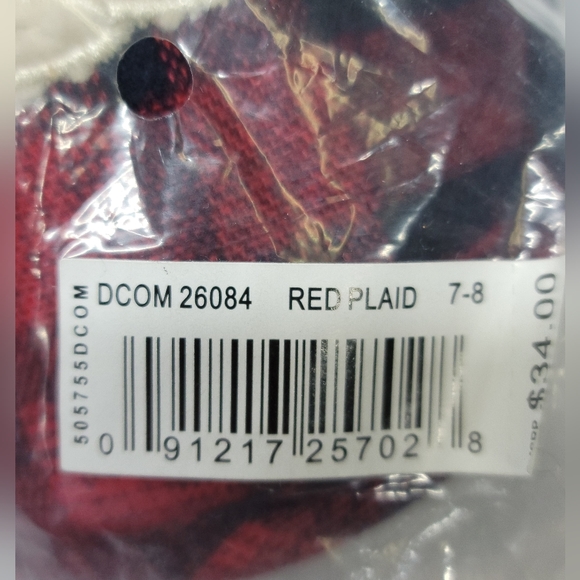 DCOM 26084 RED PLAID 7-8
505755DCOM
0 91217 25702 8
$34.00